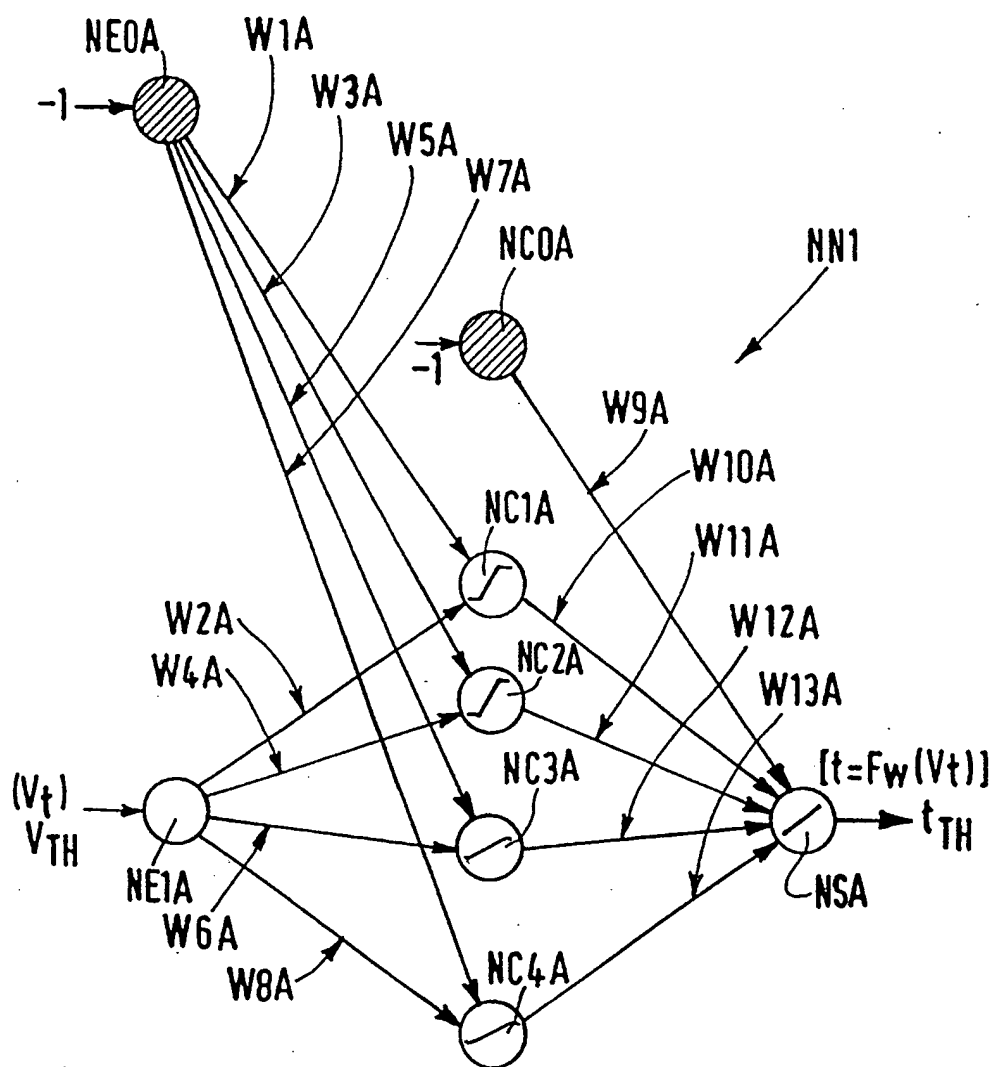 NE0A
W1A
W3A
W5A
W7A
-1
NC0A
NN1
-1
W9A
W10A
NC1A
W11A
W2A
W12A
W4A
NC2A
W13A
NC3A
[t=Fw(Vt)]
(Vt)
VTH
tTH
NE1A
NSA
W6A
W8A
NC4A